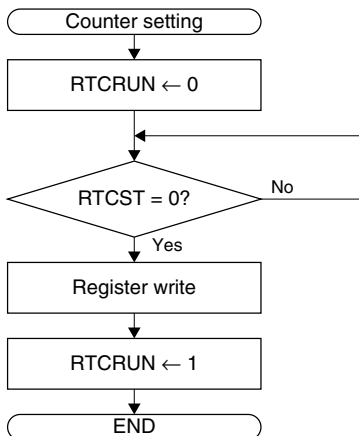 Counter setting
RTCRUN ← 0
RTCST = 0?
No
Yes
Register write
RTCRUN ← 1
END